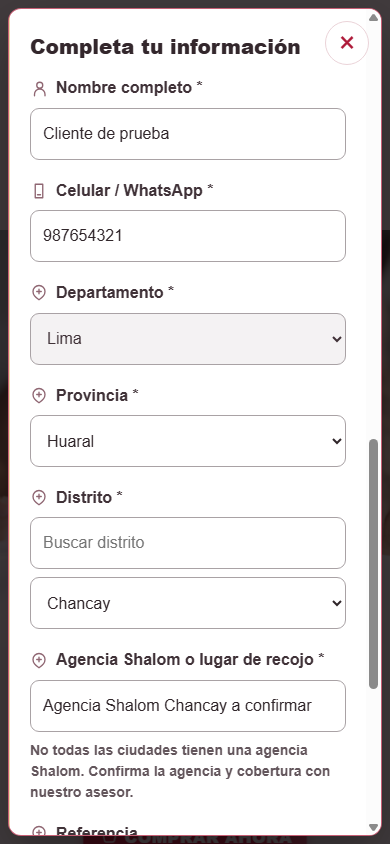 Completa tu información
Nombre completo *
Cliente de prueba
Celular / WhatsApp *
987654321
Departamento *
Lima
Provincia *
Huaral
Distrito *
Buscar distrito
Chancay
Agencia Shalom o lugar de recojo *
Agencia Shalom Chancay a confirmar
No todas las ciudades tienen una agencia
Shalom. Confirma la agencia y cobertura con
nuestro asesor.
Referencia
COMPRAR AHORA